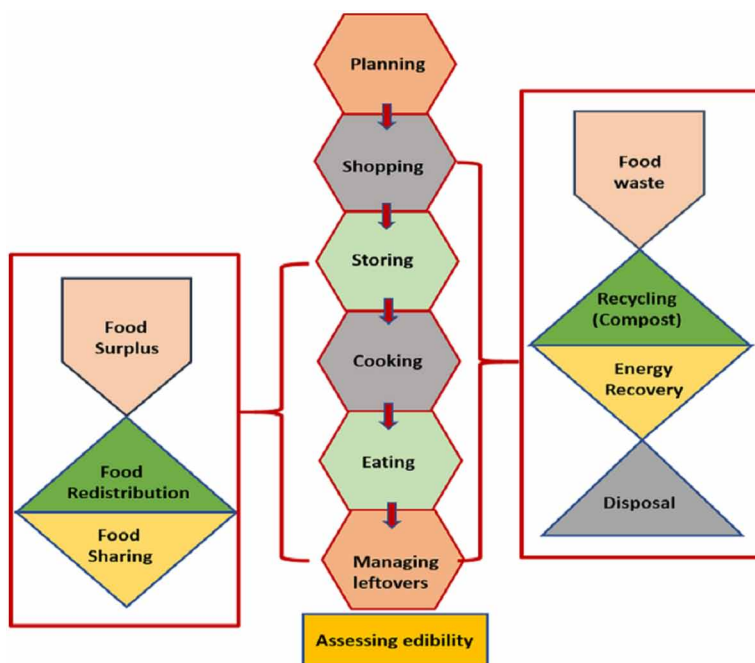 Planning
Shopping
Storing
Cooking
Eating
Managing
leftovers
Assessing edibility
Food
Surplus
Food
Redistribution
Food
Sharing
Food
waste
Recycling
(Compost)
Energy
Recovery
Disposal